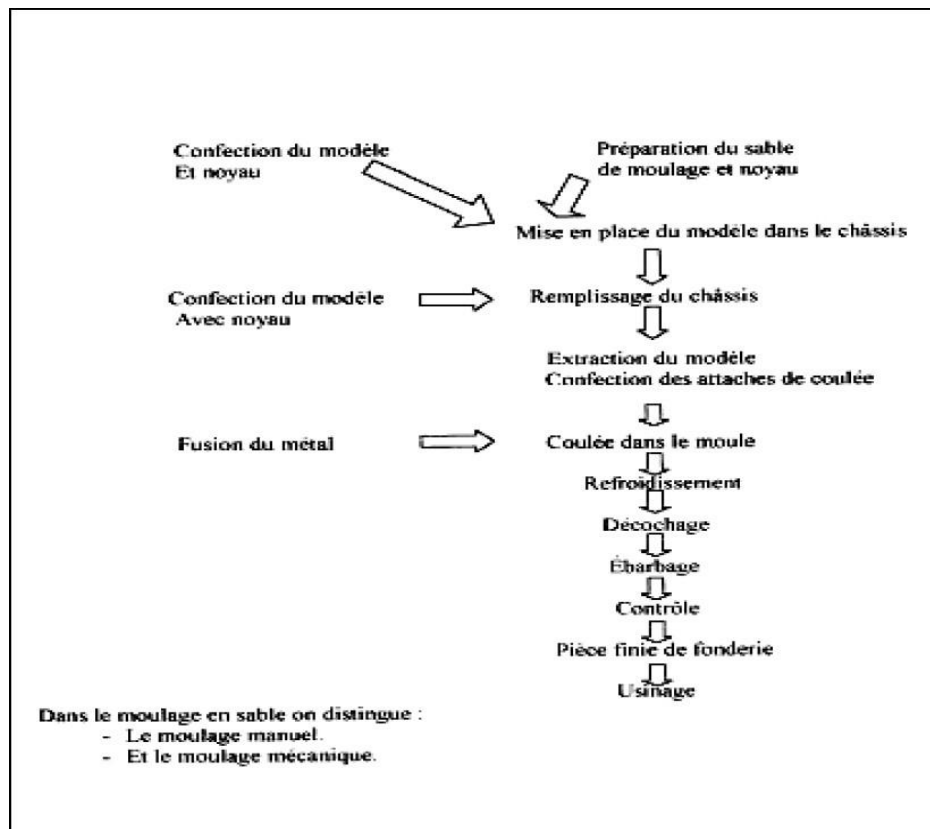 Confection du modèle
Et noyau
Préparation du sable
de moulage et noyau
Mise en place du modèle dans le châssis
Confection du modèle
Avec noyau
Remplissage du châssis
Extraction du modèle
Confection des attaches de coulée
Fusion du métal
Coulée dans le moule
Refroidissement
Décochage
Ébarbage
Contrôle
Pièce finie de fonderie
Usinage
Dans le moulage en sable on distingue :
- Le moulage manuel.
- Et le moulage mécanique.